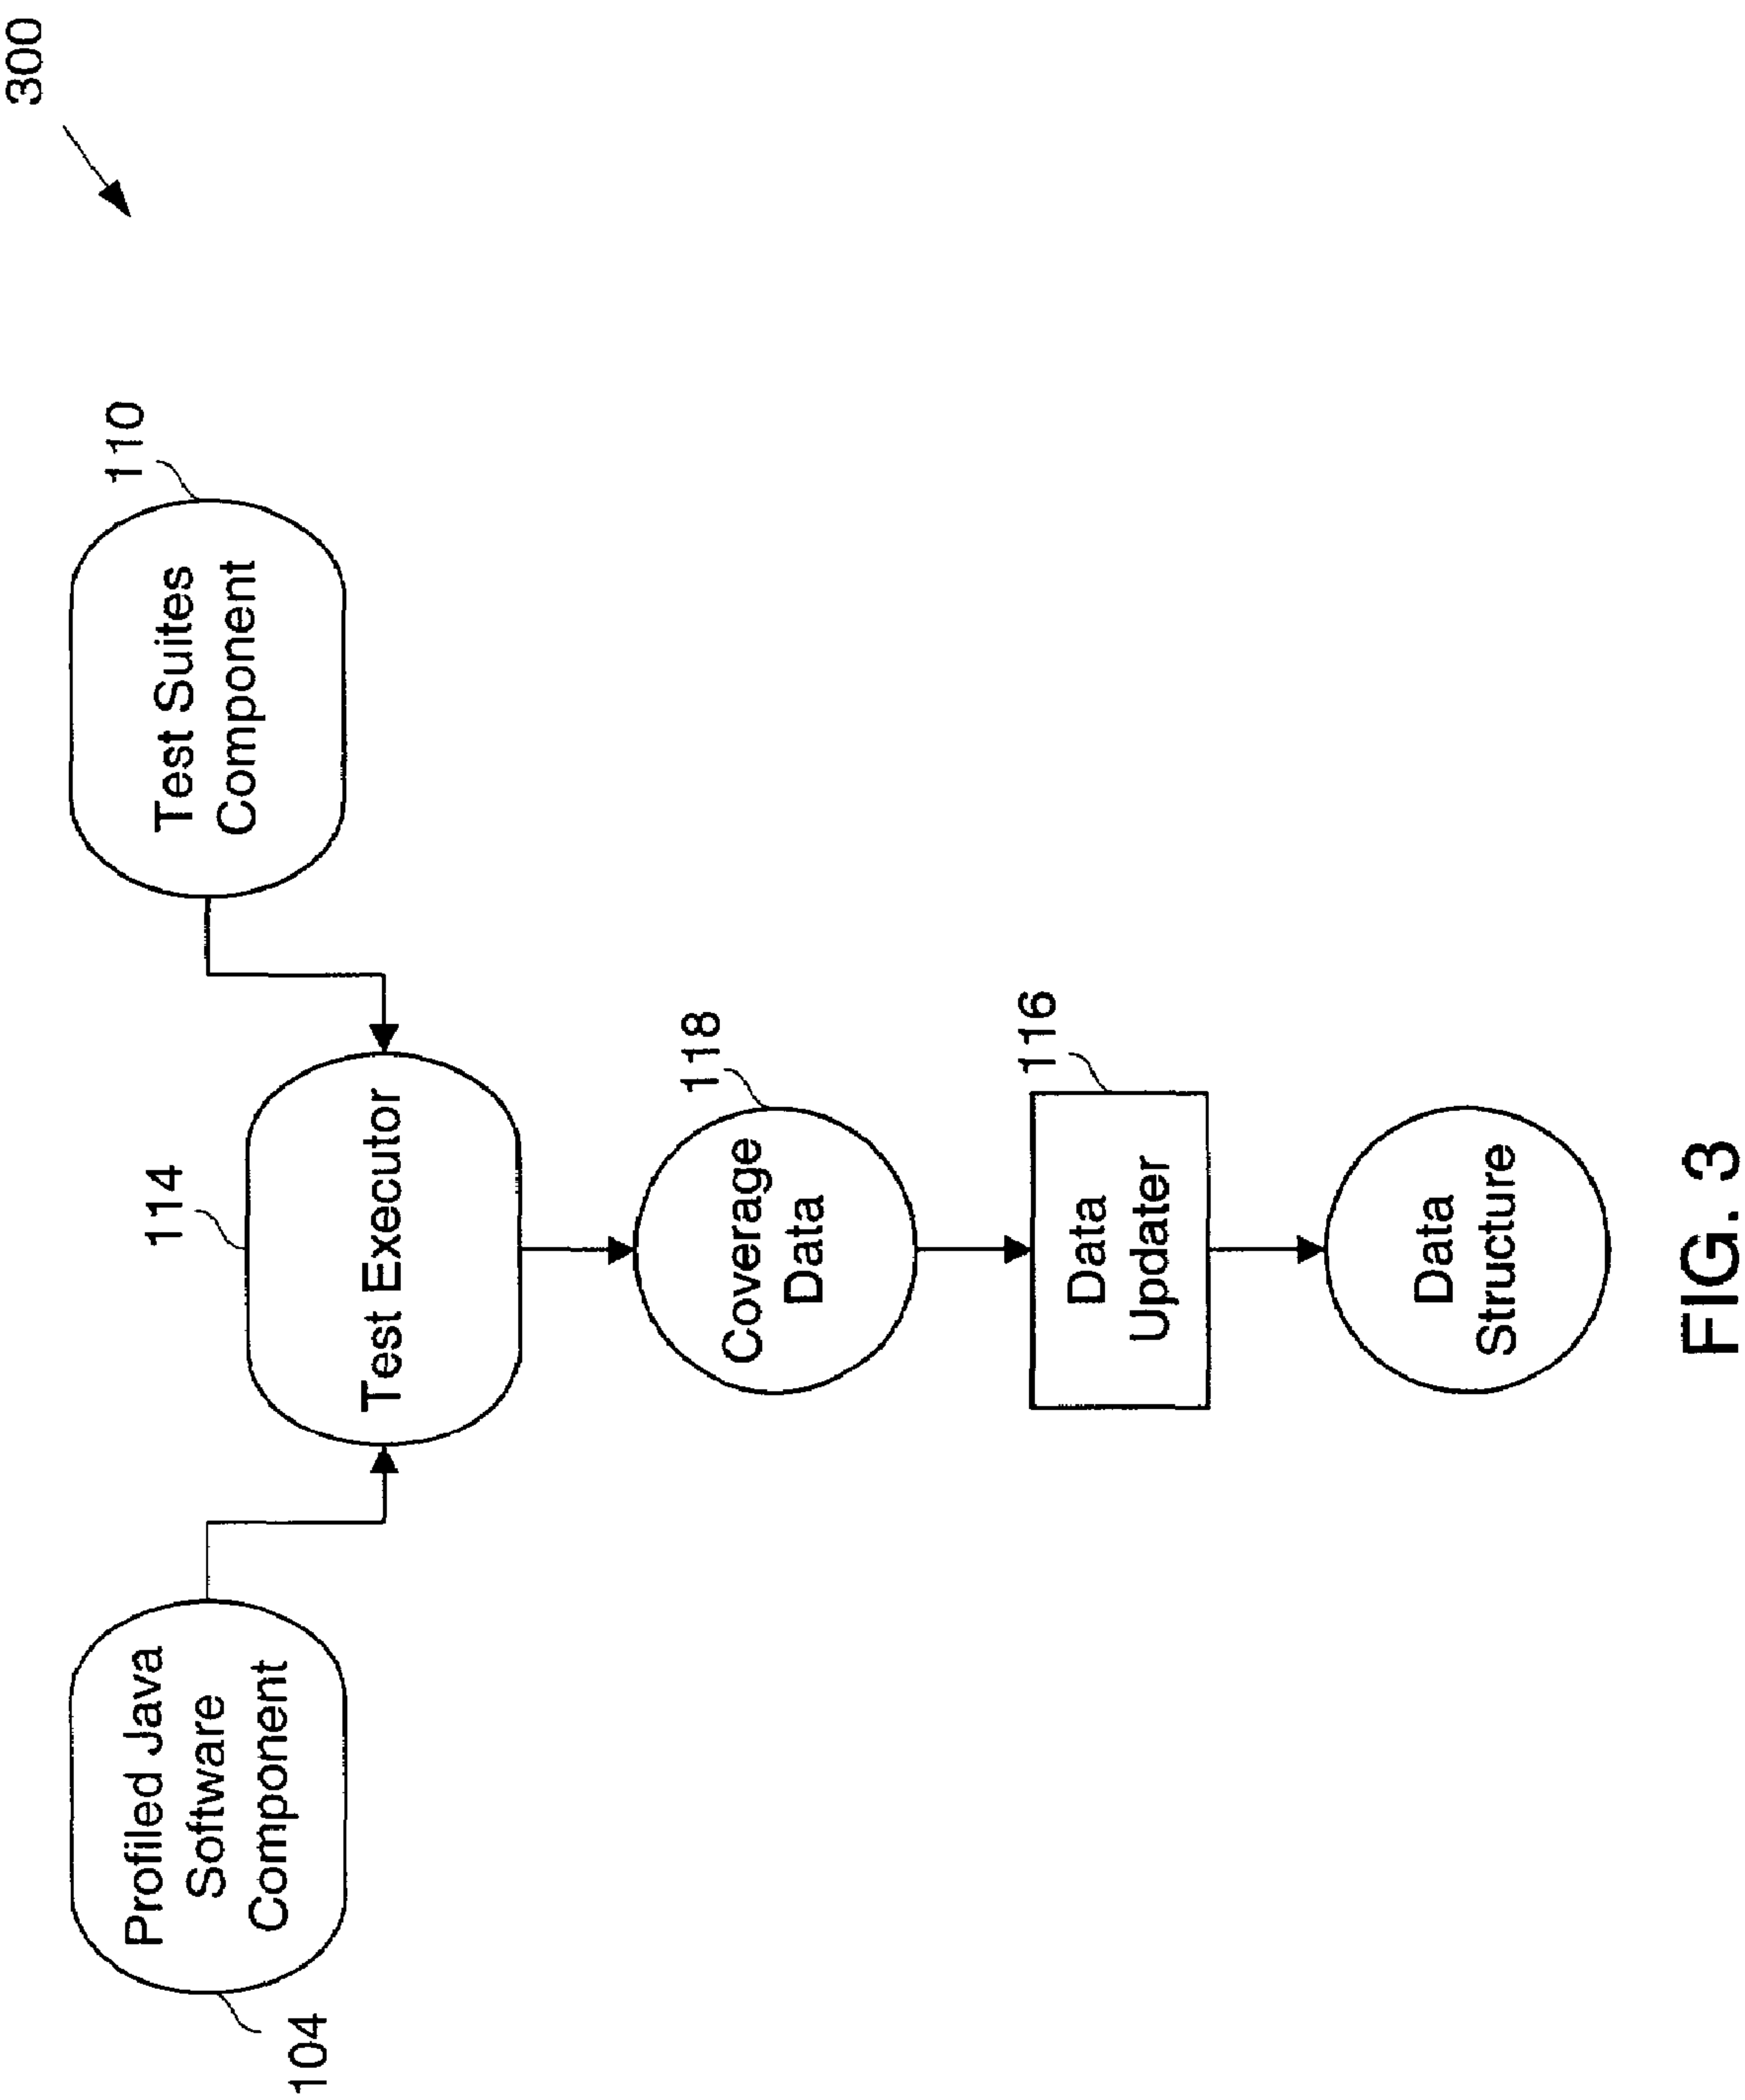 300
110
Test Suites
Component
114
Test Executor
104
Profiled Java
Software
Component
118
Coverage
Data
116
Data
Updater
Data
Structure
FIG. 3